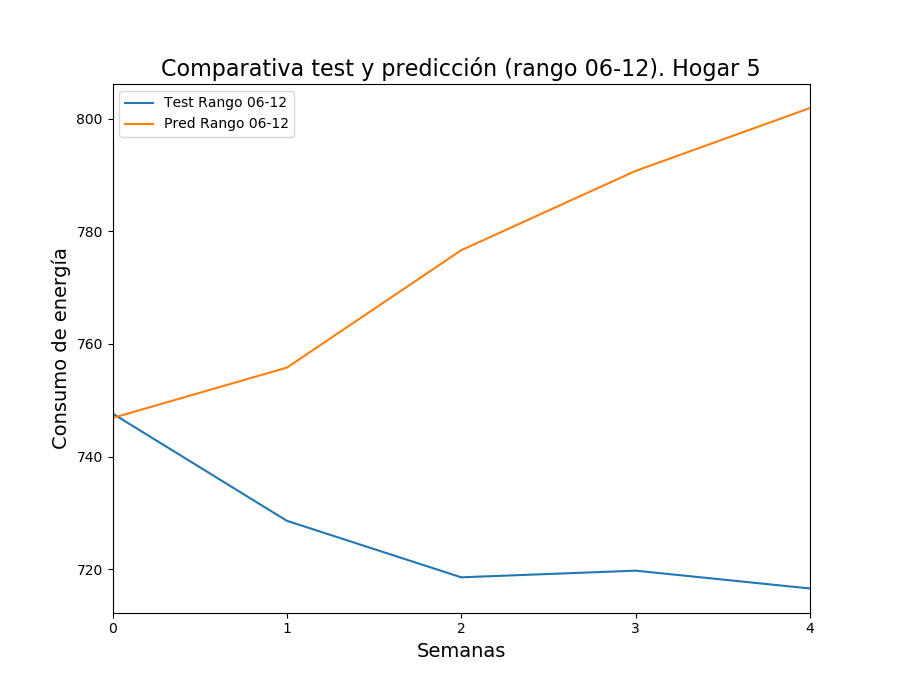 Comparativa test y predicción (rango 06-12). Hogar 5
Test Rango 06-12
Pred Rango 06-12
800
780
760
740
720
Consumo de energía
0 1 2 3 4
Semanas